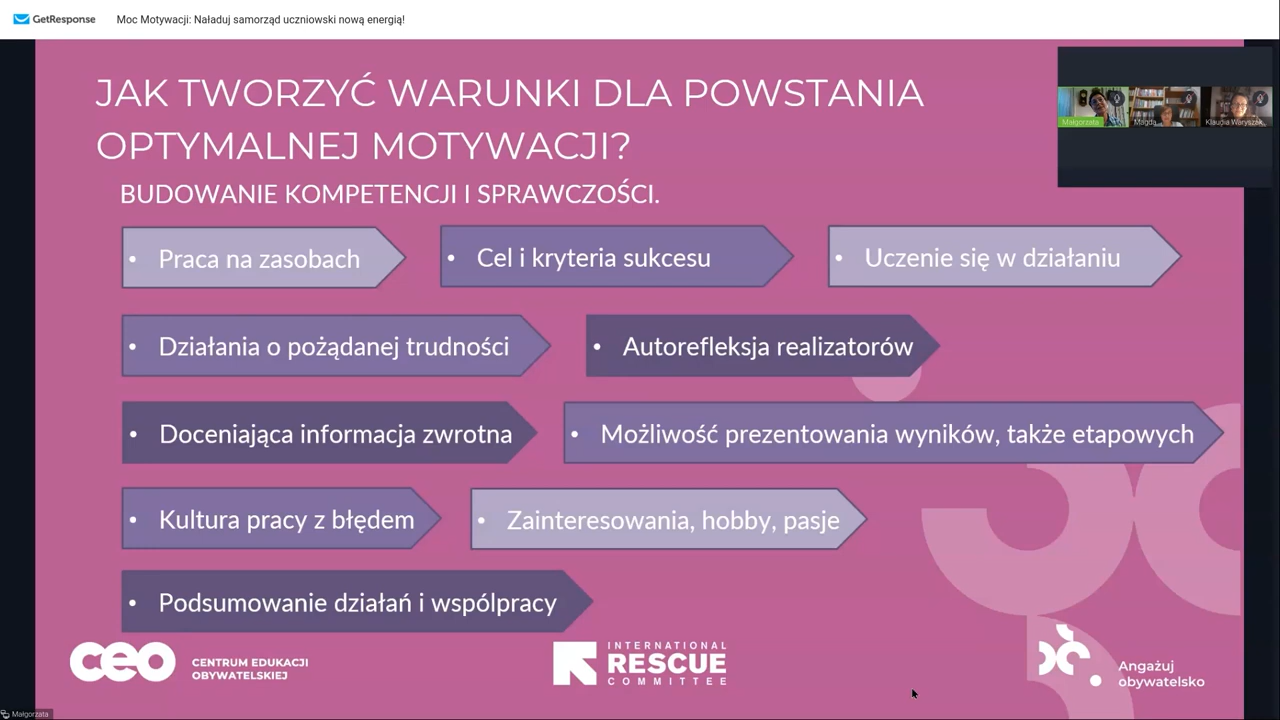 GetResponse Moc Motywacji: Naładuj samorząd uczniowski nową energią!
JAK TWORZYĆ WARUNKI DLA POWSTANIA
OPTYMALNEJ MOTYWACJI?
BUDOWANIE KOMPETENCJI I SPRAWCZOŚCI.
Małgorzata Magda Klaudia Waryszak
• Praca na zasobach • Cel i kryteria sukcesu • Uczenie się w działaniu
• Działania o pożądanej trudności • Autorefleksja realizatorów
• Doceniająca informacja zwrotna • Możliwość prezentowania wyników, także etapowych
• Kultura pracy z błędem • Zainteresowania, hobby, pasje
• Podsumowanie działań i wspólpracy
ceo CENTRUM EDUKACJI
OBYWATELSKIEJ
INTERNATIONAL
RESCUE
COMMITTEE
Angażuj
obywatelsko
Małgorzata